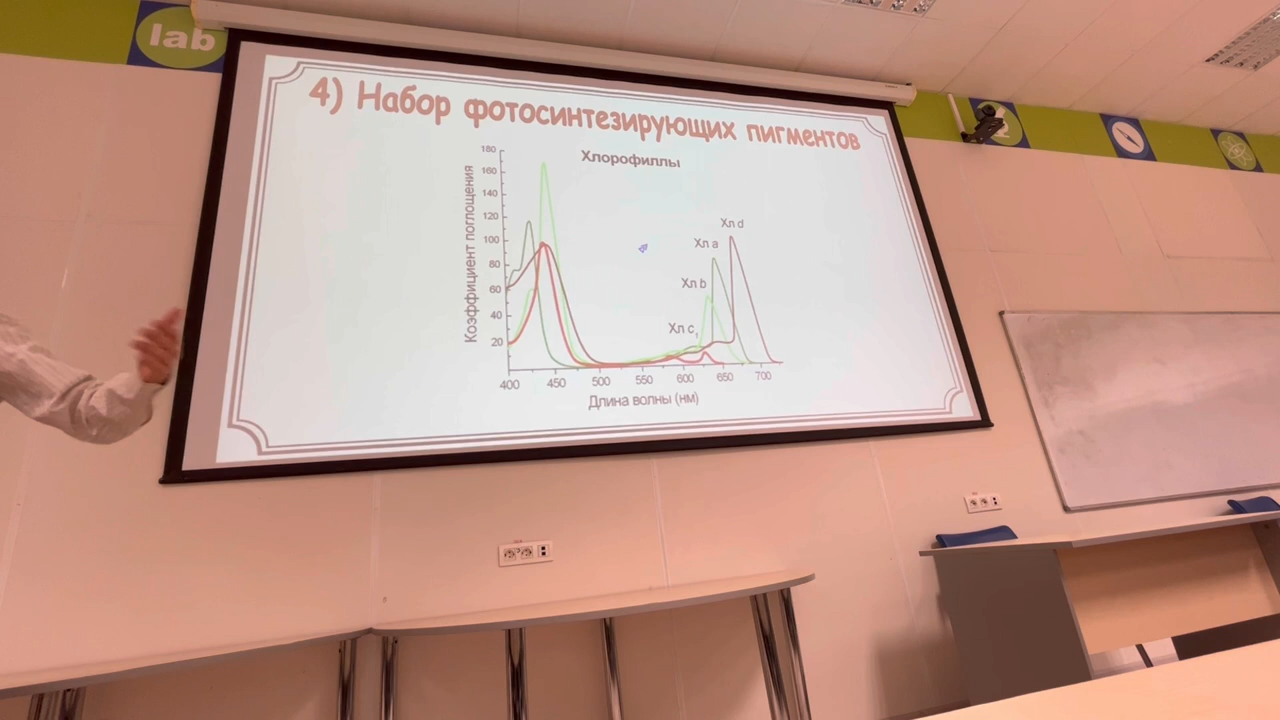 lab
4) Набор фотосинтезирующих пигментов
Хлорофиллы
Коэффициент поглощения
180
160
140
120
100
80
60
40
20
Хл d
Хл a
Хл b
Хл c₁
400 450 500 550 600 650 700
Длина волны (нм)